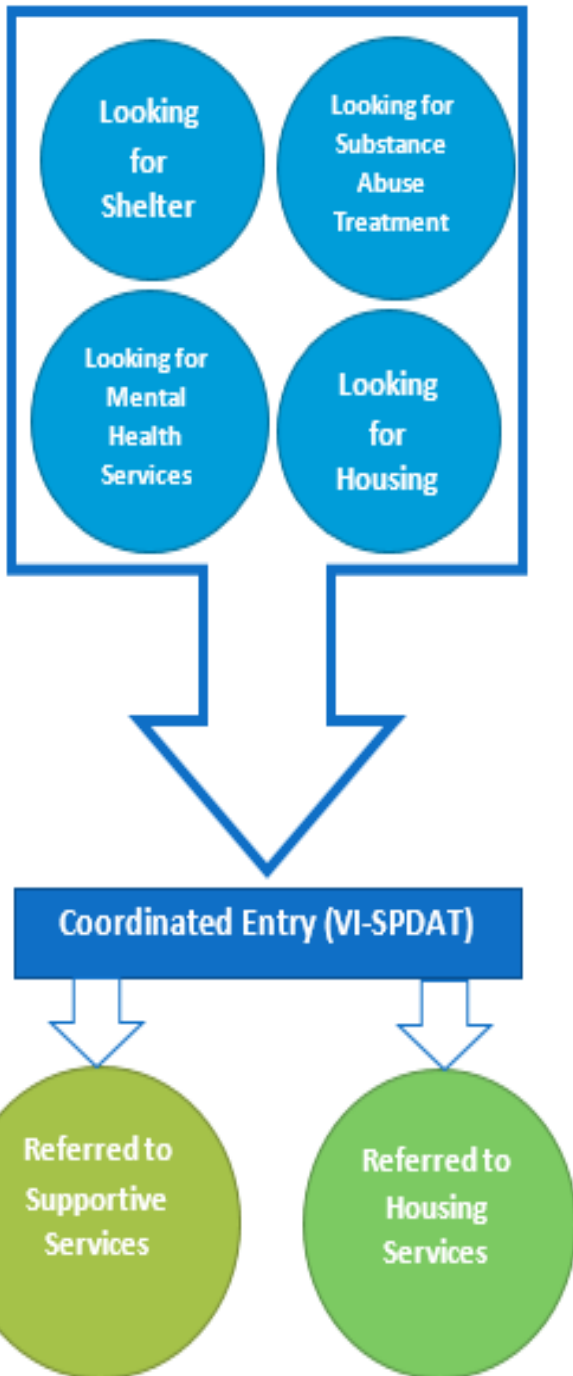 Looking
for
Shelter
Looking for
Substance
Abuse
Treatment
Looking for
Mental
Health
Services
Looking
for
Housing
Coordinated Entry (VI-SPDAT)
Referred to
Supportive
Services
Referred to
Housing
Services